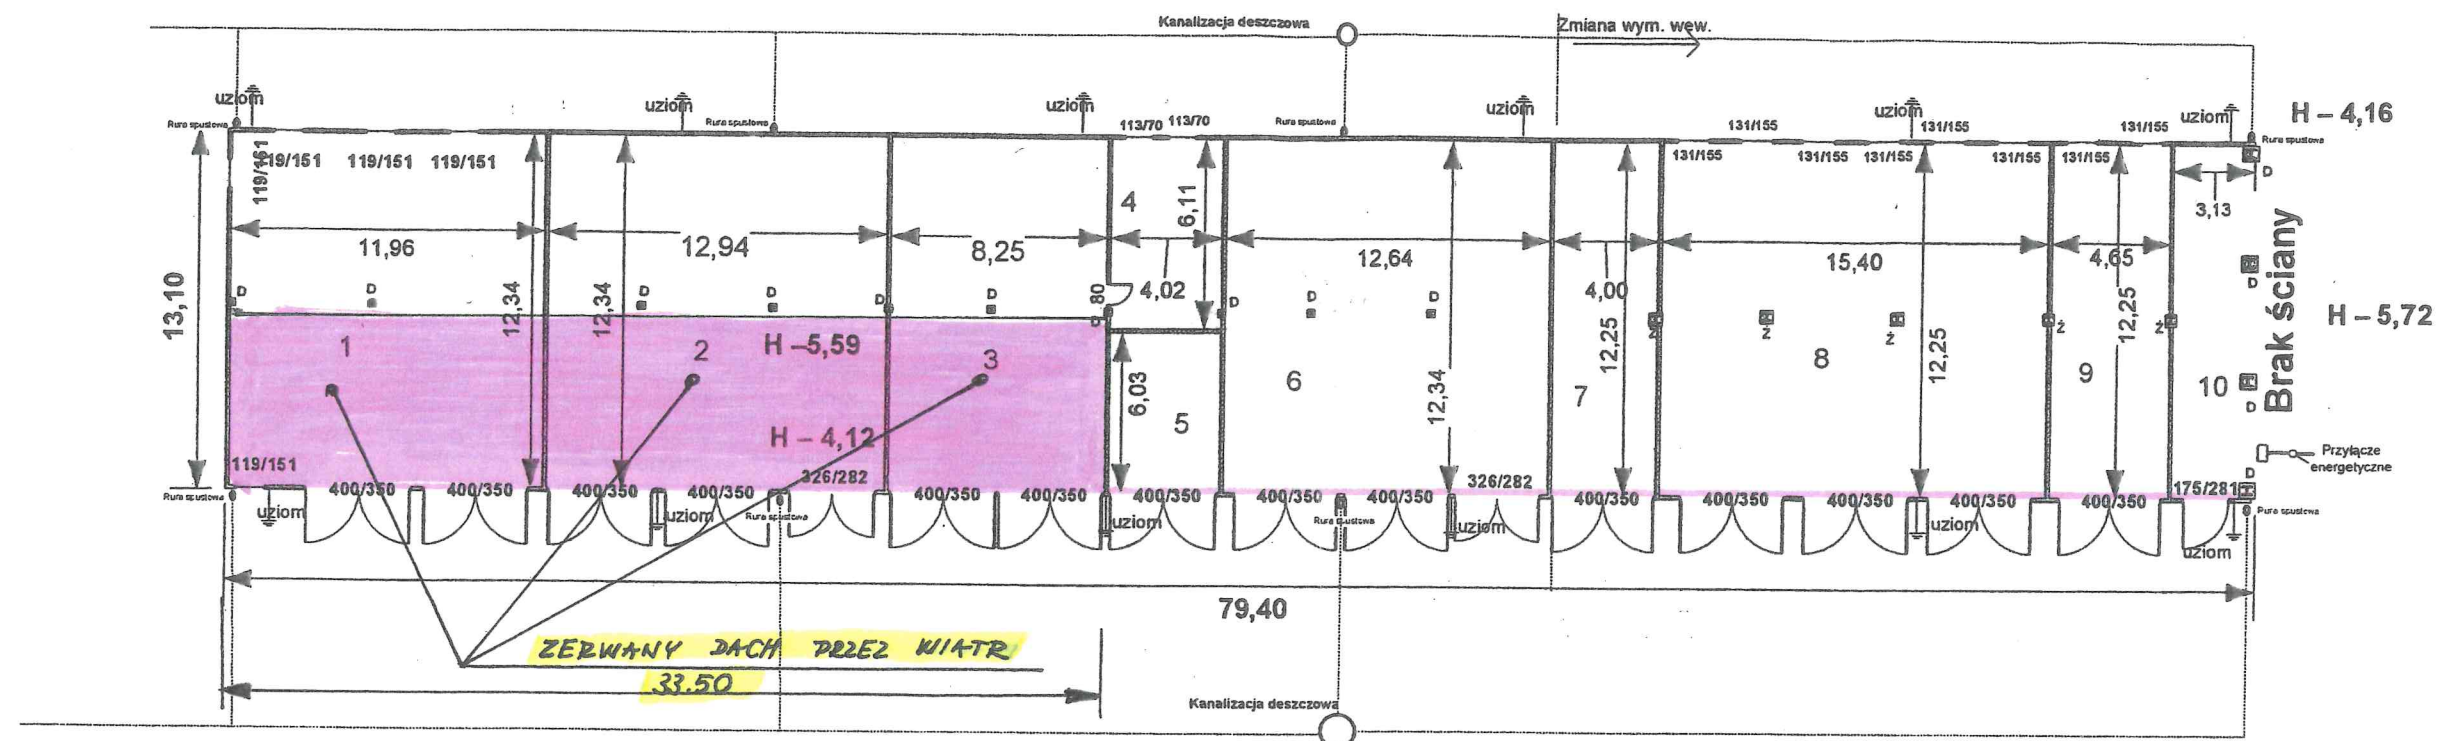 Kanalizacja deszczowa
Zmiana wym. wew.
uziom
uziom
uziom
uziom
uziom
uziom
H – 4,16
Rura spustowa
Rura spustowa
Rura spustowa
Rura spustowa
113/70 113/70
131/155 131/155 131/155
119/151
119/151 119/151 119/151
131/155 131/155 131/155 131/155 131/155
D
4
6,11
3,13
11,96
12,94
8,25
4,02
12,64
4,00
15,40
4,65
13,10
12,34
12,34
12,25
12,25
12,25
D D D D D 80 D D D D
Ż Ż Ż Ż Ż
Brak ściany
H – 5,72
1
2
H –5,59
3
6,03
5
6
12,34
7
8
9
10
D
H – 4,12
119/151
326/282
326/282
Przyłącze
energetyczne
D
Rura spustowa
400/350 400/350 400/350 400/350 400/350 400/350 400/350 400/350 400/350 400/350 400/350 400/350 400/350 400/350
175/281
uziom
uziom
Rura spustowa
uziom
Rura spustowa
uziom
uziom
uziom
Rura spustowa
79,40
ZERWANY DACH PRZEZ WIATR
33.50
Kanalizacja deszczowa